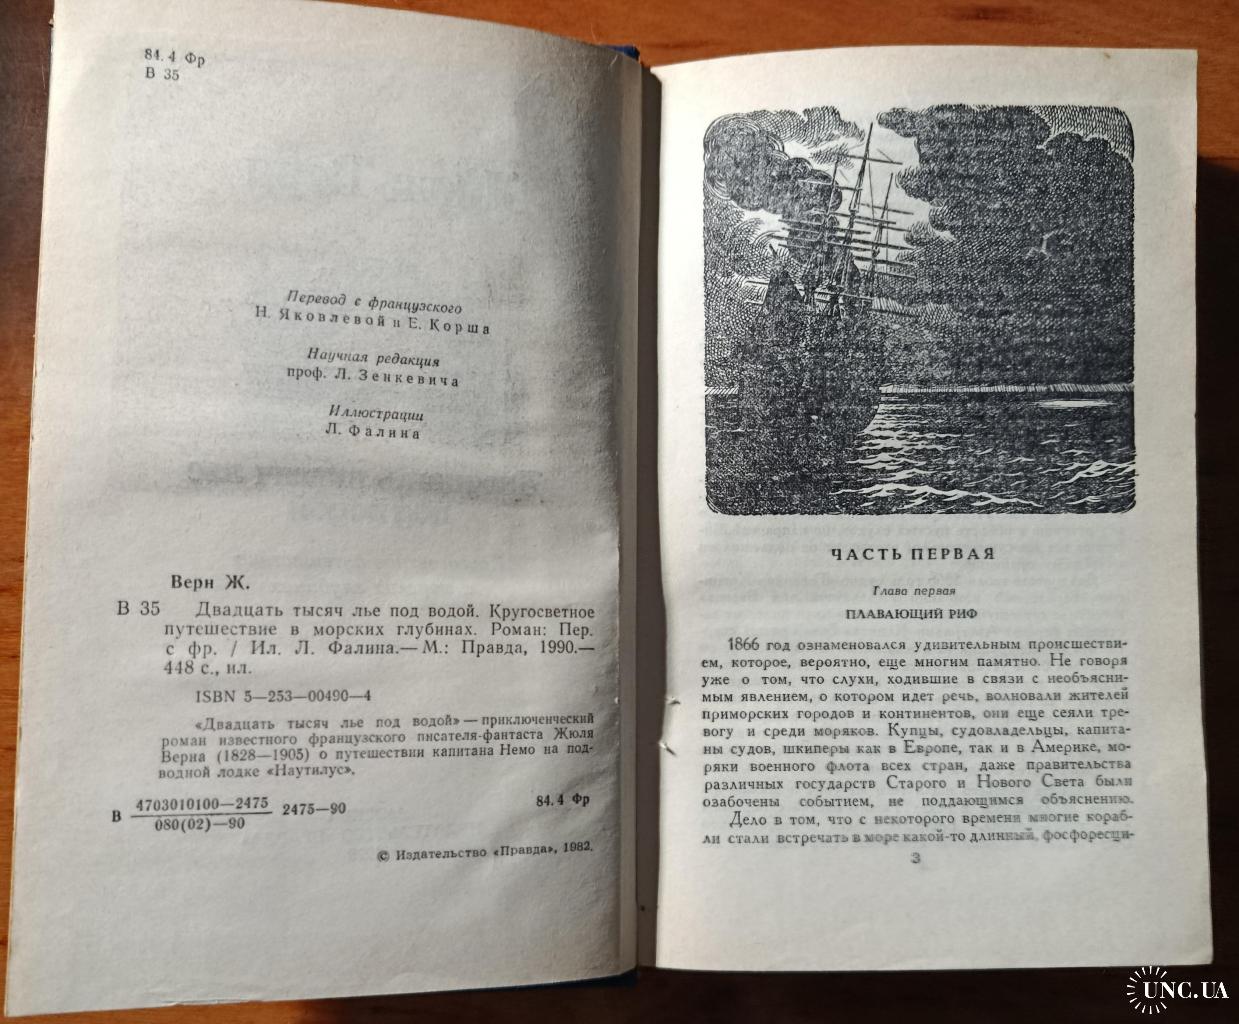 84.4 Фр
В 35
Перевод с французского
Н. Яковлевой и Е. Корша
Научная редакция
проф. Л. Зенкевича
Иллюстрации
Л. Фалина
Верн Ж.
В 35 Двадцать тысяч лье под водой. Кругосветное
путешествие в морских глубинах. Роман: Пер.
с фр. / Ил. Л. Фалина.— М.: Правда, 1990.—
448 с., ил.
ISBN 5—253—00490—4
«Двадцать тысяч лье под водой» — приключенческий
роман известного французского писателя-фантаста Жюля
Верна (1828—1905) о путешествии капитана Немо на под-
водной лодке «Наутилус».
В 4703010100—2475 2475—90 84.4 Фр
080(02)—90
© Издательство «Правда», 1982.
ЧАСТЬ ПЕРВАЯ
Глава первая
ПЛАВАЮЩИЙ РИФ
1866 год ознаменовался удивительным происшестви-
ем, которое, вероятно, еще многим памятно. Не говоря
уже о том, что слухи, ходившие в связи с необъясни-
мым явлением, о котором идет речь, волновали жителей
приморских городов и континентов, они еще сеяли тре-
вогу и среди моряков. Купцы, судовладельцы, капита-
ны судов, шкиперы как в Европе, так и в Америке, мо-
ряки военного флота всех стран, даже правительства
различных государств Старого и Нового Света были
озабочены событием, не поддающимся объяснению.
Дело в том, что с некоторого времени многие кораб-
ли стали встречать в море какой-то длинный, фосфоресци-
3
UNC.UA